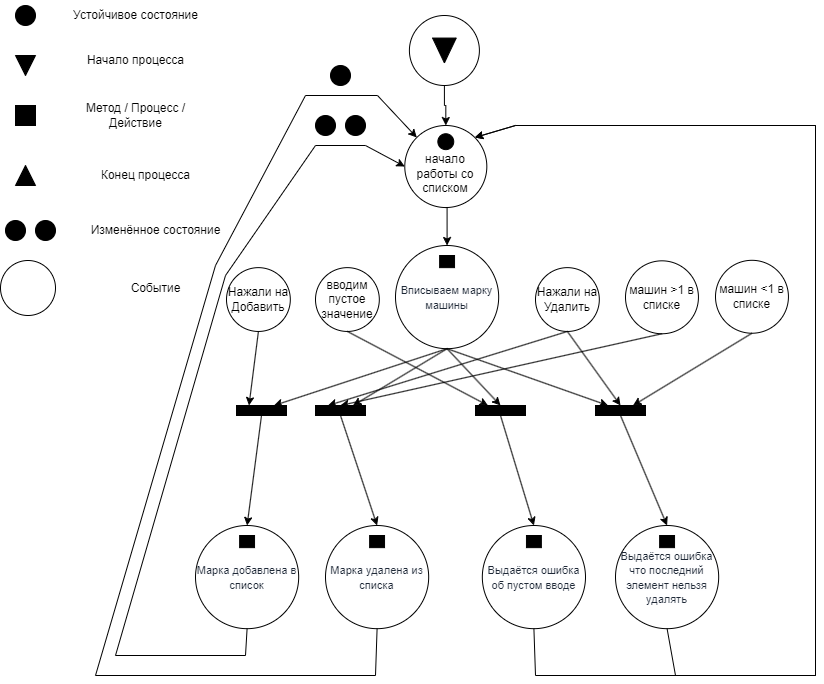 Устойчивое состояние
Начало процесса
Метод / Процесс /
Действие
Конец процесса
Изменённое состояние
Событие
начало
работы со
списком
Нажали на
Добавить
вводим
пустое
значение
Вписываем марку
машины
Нажали на
Удалить
машин >1 в
списке
машин <1 в
списке
Марка добавлена в
список
Марка удалена из
списка
Выдаётся ошибка
об пустом вводе
Выдаётся ошибка
что последний
элемент нельзя
удалять